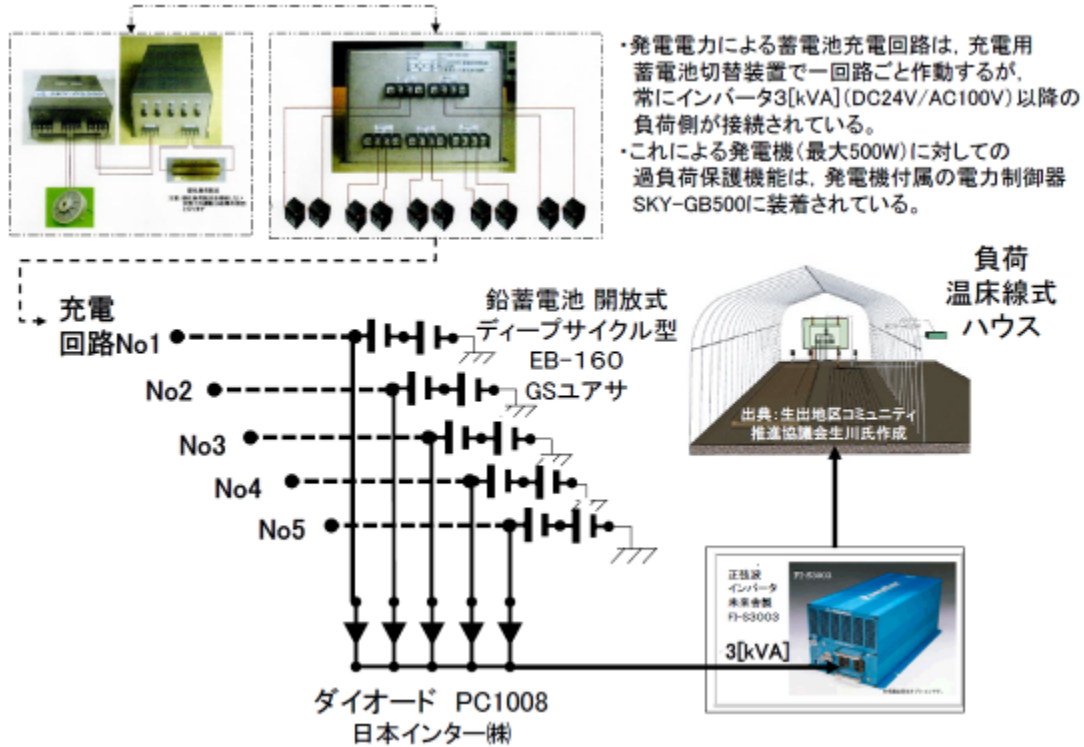 ・発電電力による蓄電池充電回路は，充電用
蓄電池切替装置で一回路ごと作動するが，
常にインバータ3[kVA](DC24V/AC100V)以降の
負荷側が接続されている。
・これによる発電機(最大500W)に対しての
過負荷保護機能は，発電機付属の電力制御器
SKY-GB500に装着されている。
充電
回路No1
No2
No3
No4
No5
鉛蓄電池 開放式
ディープサイクル型
EB-160
GSユアサ
負荷
温床線式
ハウス
出典：生出地区コミュニティ
推進協議会生川氏作成
正弦波
インバータ
未来舎製
FI-S3003
3[kVA]
FI-S3003
ダイオード PC1008
日本インター㈱